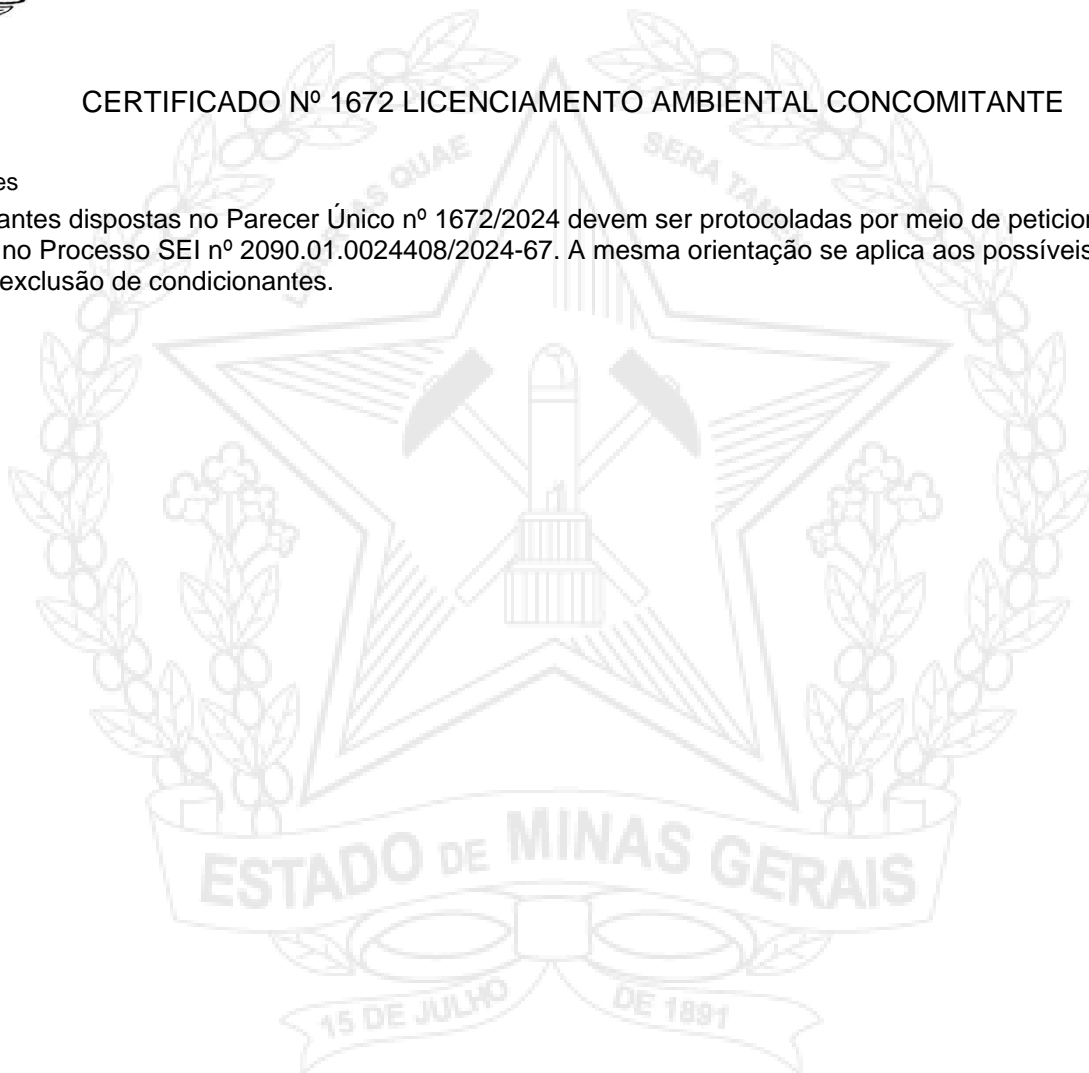 CERTIFICADO Nº 1672 LICENCIAMENTO AMBIENTAL CONCOMITANTE
es
antes dispostas no Parecer Único nº 1672/2024 devem ser protocoladas por meio de peticion
no Processo SEI nº 2090.01.0024408/2024-67. A mesma orientação se aplica aos possíveis
exclusão de condicionantes.
QUAE SERA TAMEN
ESTADO DE MINAS GERAIS
15 DE JULHO DE 1891